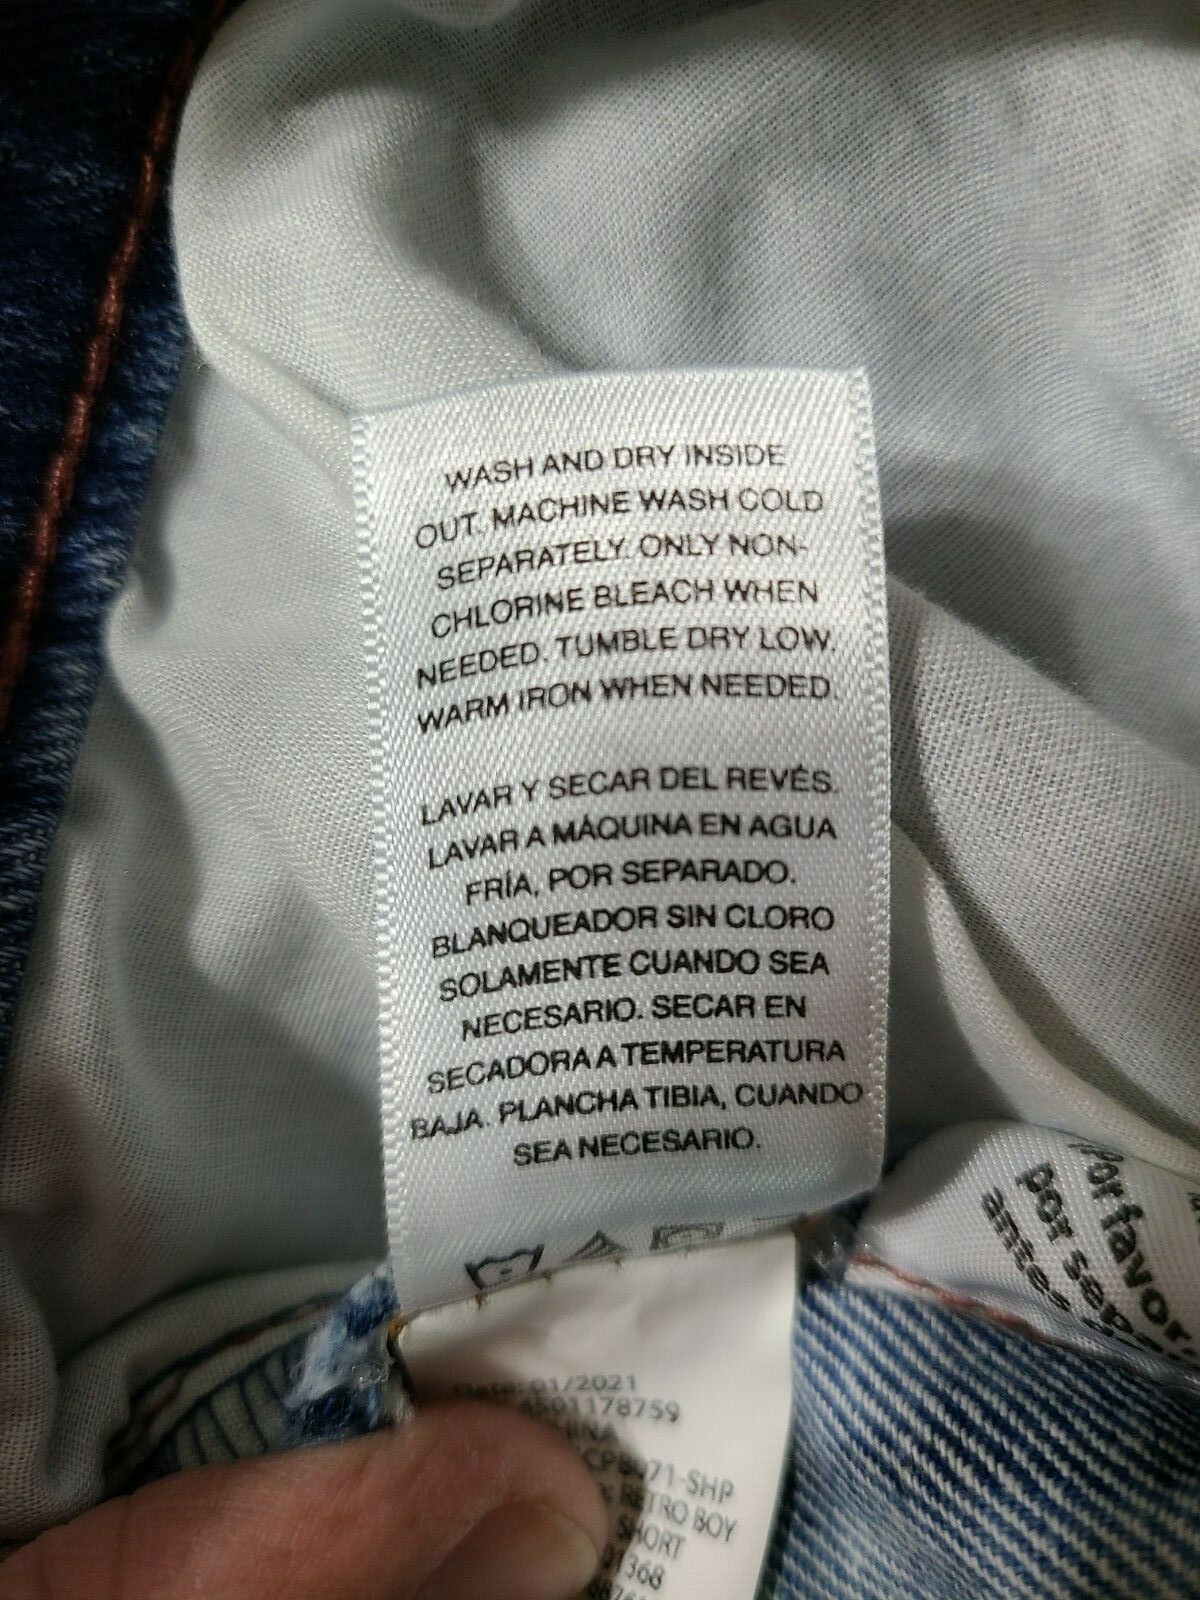 WASH AND DRY INSIDE
OUT. MACHINE WASH COLD
SEPARATELY. ONLY NON-
CHLORINE BLEACH WHEN
NEEDED. TUMBLE DRY LOW.
WARM IRON WHEN NEEDED.
LAVAR Y SECAR DEL REVÉS.
LAVAR A MÁQUINA EN AGUA
FRÍA, POR SEPARADO.
BLANQUEADOR SIN CLORO
SOLAMENTE CUANDO SEA
NECESARIO. SECAR EN
SECADORA A TEMPERATURA
BAJA. PLANCHA TIBIA, CUANDO
SEA NECESARIO.
Por favor
por sepa
antes
Date: 01/2021
4501178759
RETRO BOY
SHORT